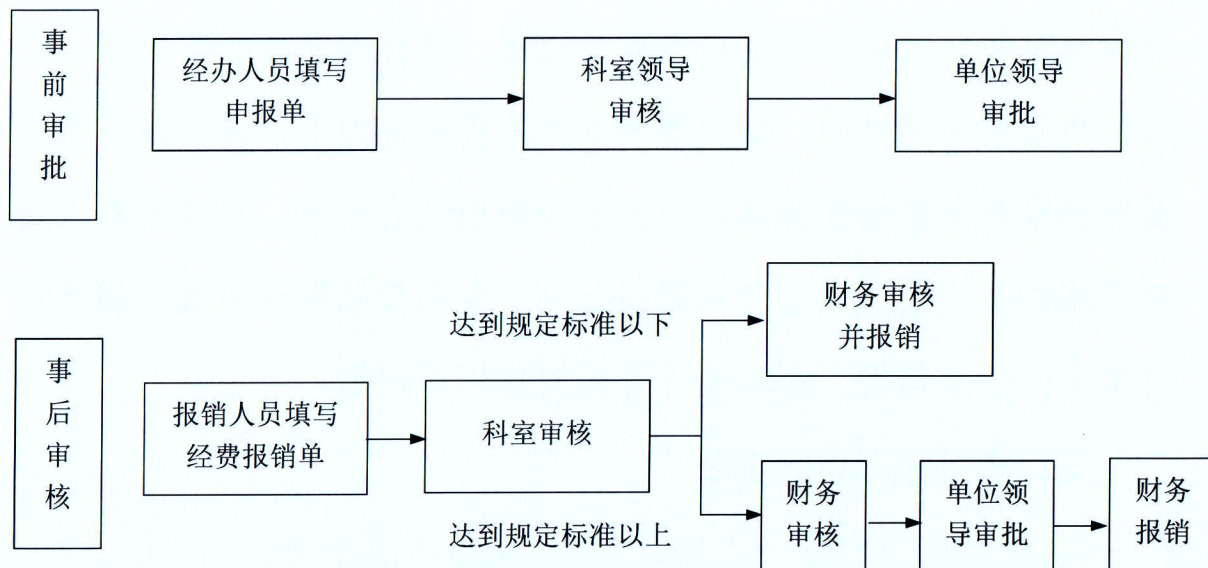 事
前
审
批
经办人员填写
申报单
科室领导
审核
单位领导
审批
事
后
审
核
报销人员填写
经费报销单
科室审核
达到规定标准以下
财务审核
并报销
达到规定标准以上
财务
审核
单位领
导审批
财务
报销